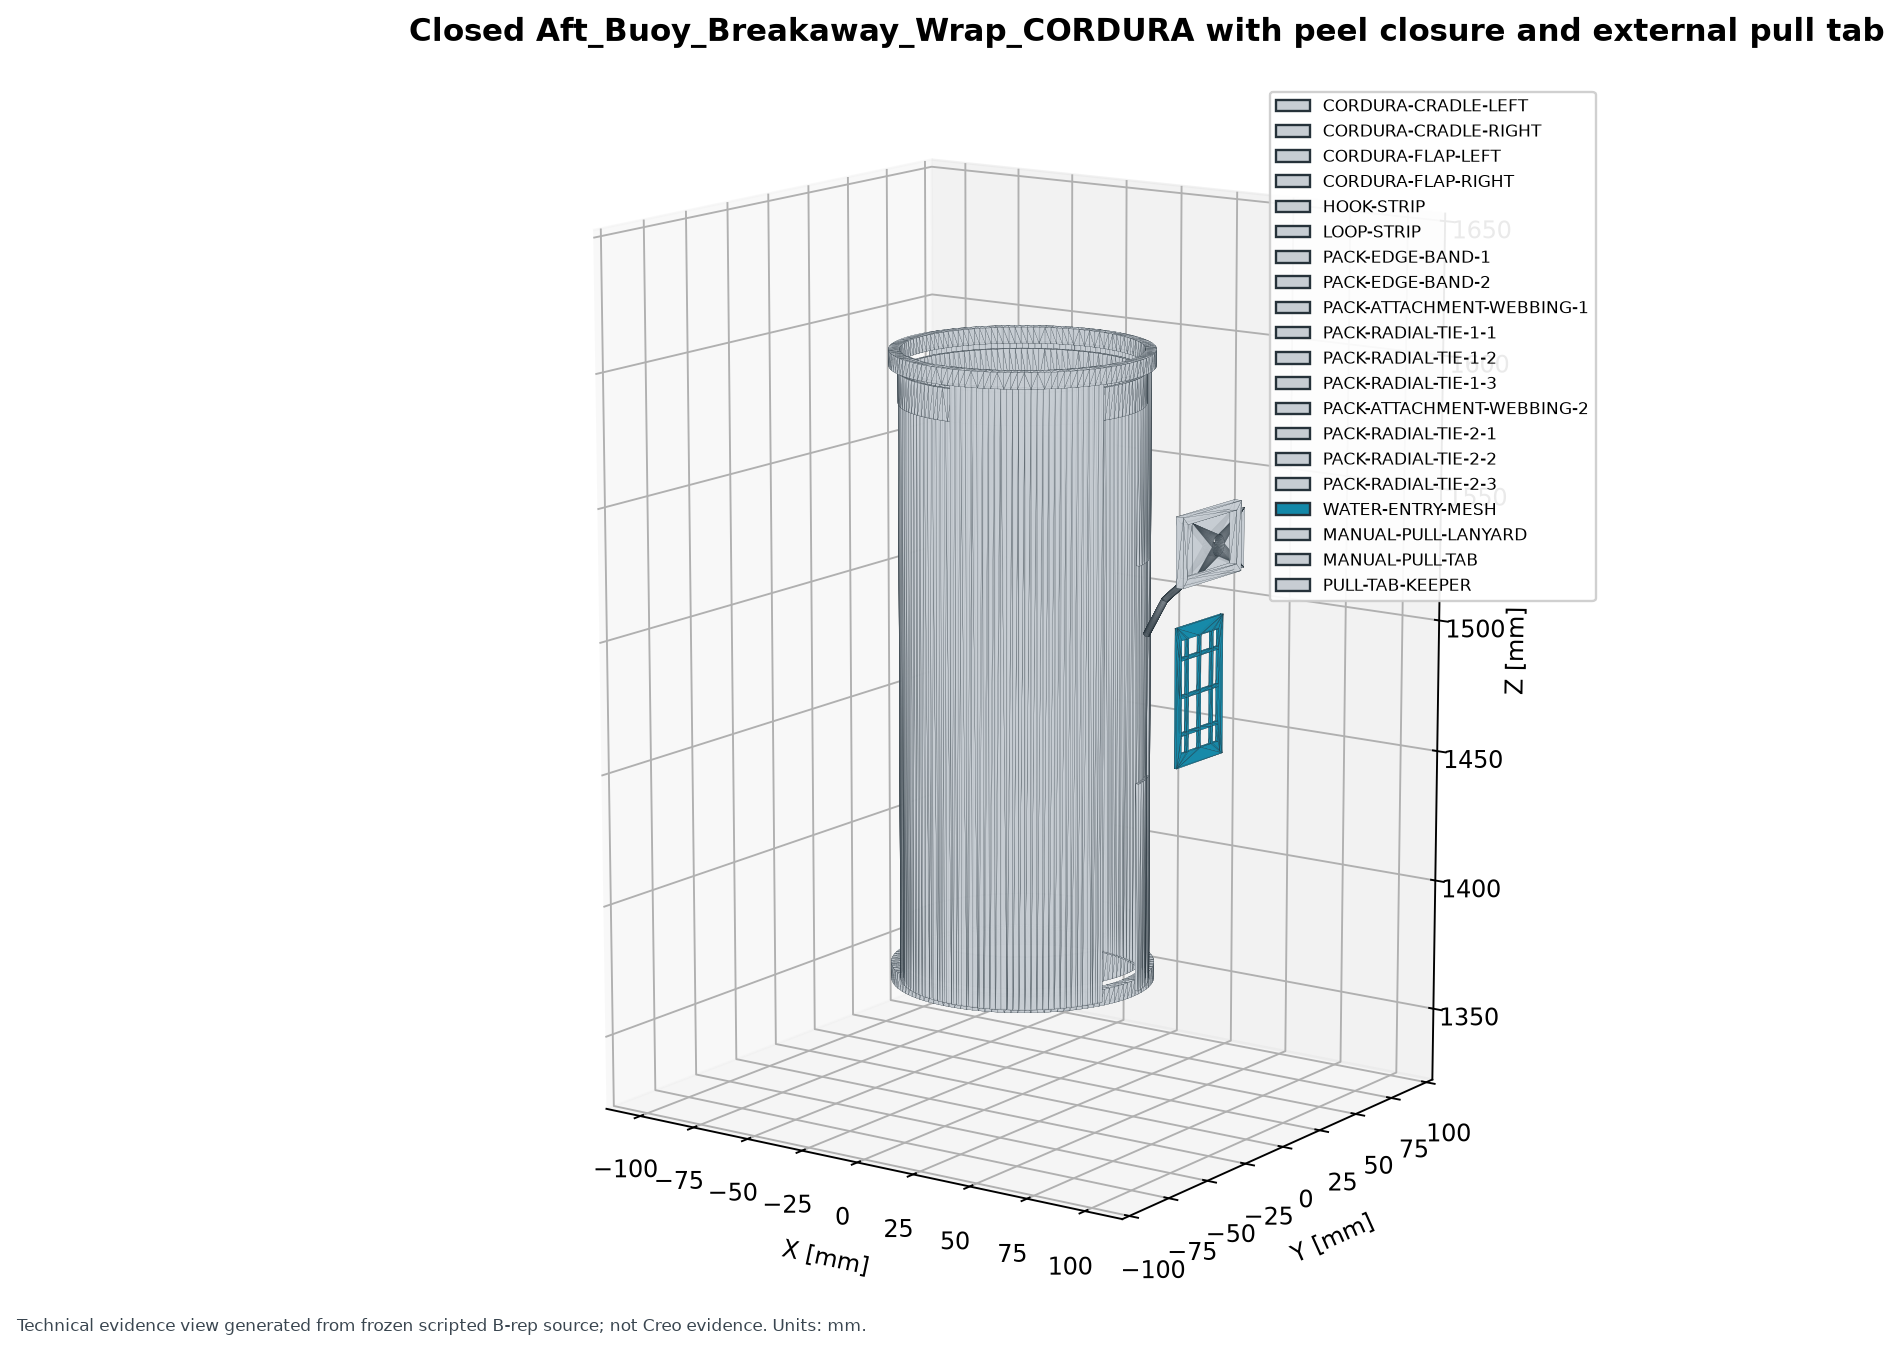 Closed Aft_Buoy_Breakaway_Wrap_CORDURA with peel closure and external pull tab
CORDURA-CRADLE-LEFT
CORDURA-CRADLE-RIGHT
CORDURA-FLAP-LEFT
CORDURA-FLAP-RIGHT
HOOK-STRIP
LOOP-STRIP
PACK-EDGE-BAND-1
PACK-EDGE-BAND-2
PACK-ATTACHMENT-WEBBING-1
PACK-RADIAL-TIE-1-1
PACK-RADIAL-TIE-1-2
PACK-RADIAL-TIE-1-3
PACK-ATTACHMENT-WEBBING-2
PACK-RADIAL-TIE-2-1
PACK-RADIAL-TIE-2-2
PACK-RADIAL-TIE-2-3
WATER-ENTRY-MESH
MANUAL-PULL-LANYARD
MANUAL-PULL-TAB
PULL-TAB-KEEPER
1650
1600
1550
1500
1450
1400
1350
Z [mm]
−100
−75
−50
−25
0
25
50
75
100
X [mm]
−100
−75
−50
−25
0
25
50
75
100
Y [mm]
Technical evidence view generated from frozen scripted B-rep source; not Creo evidence. Units: mm.